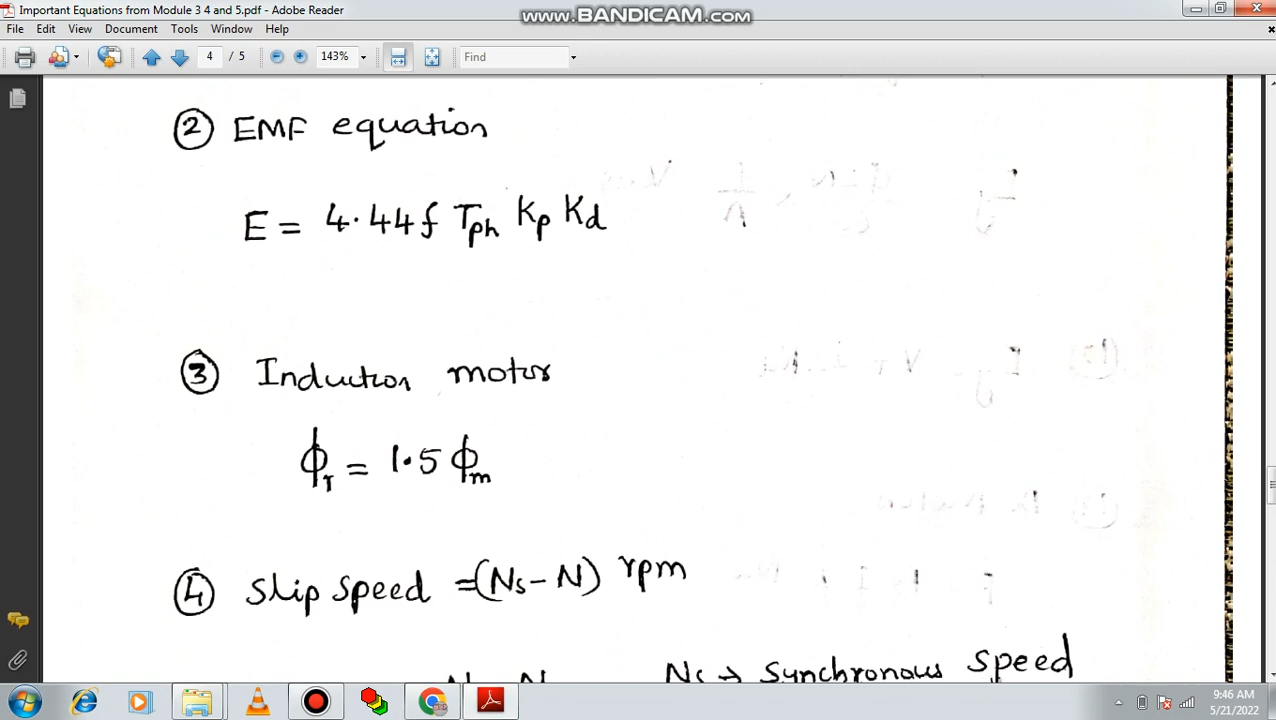 Important Equations from Module 3 4 and 5.pdf - Adobe Reader
www.BANDICAM.com
File Edit View Document Tools Window Help
4 / 5 143% Find
② EMF equation
E = 4.44 f Tph Kp Kd
③ Induction motor
ϕr = 1.5 ϕm
④ Slip speed = (Ns - N) rpm
Ns → Synchronous Speed
9:46 AM
5/21/2022